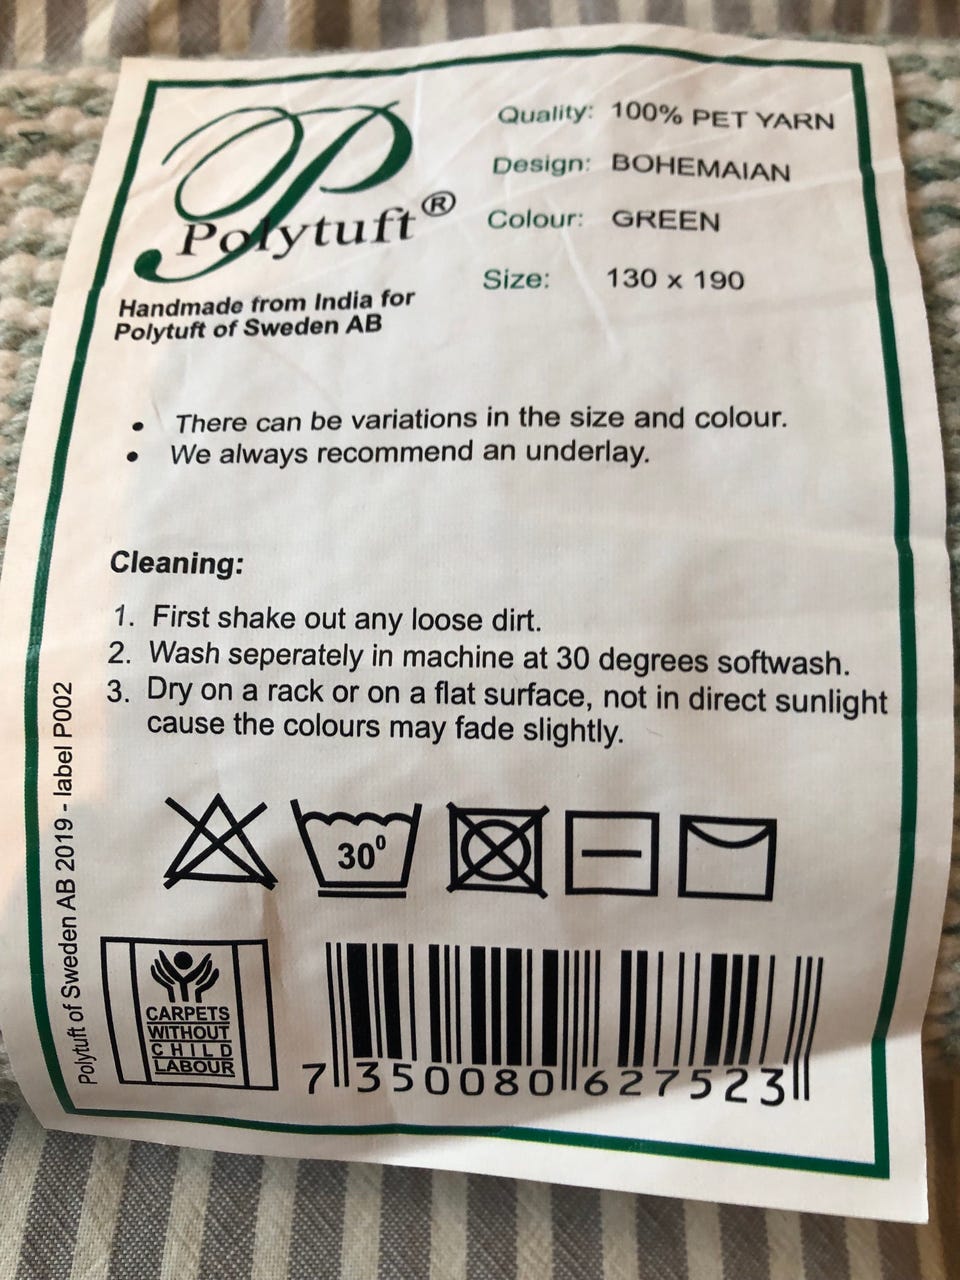 Polytuft®
Handmade from India for
Polytuft of Sweden AB
Quality: 100% PET YARN
Design: BOHEMAIAN
Colour: GREEN
Size: 130 x 190
• There can be variations in the size and colour.
• We always recommend an underlay.
Cleaning:
1. First shake out any loose dirt.
2. Wash seperately in machine at 30 degrees softwash.
3. Dry on a rack or on a flat surface, not in direct sunlight
cause the colours may fade slightly.
30⁰
CARPETS
WITHOUT
CHILD
LABOUR
7 350080 627523
Polytuft of Sweden AB 2019 - label P002